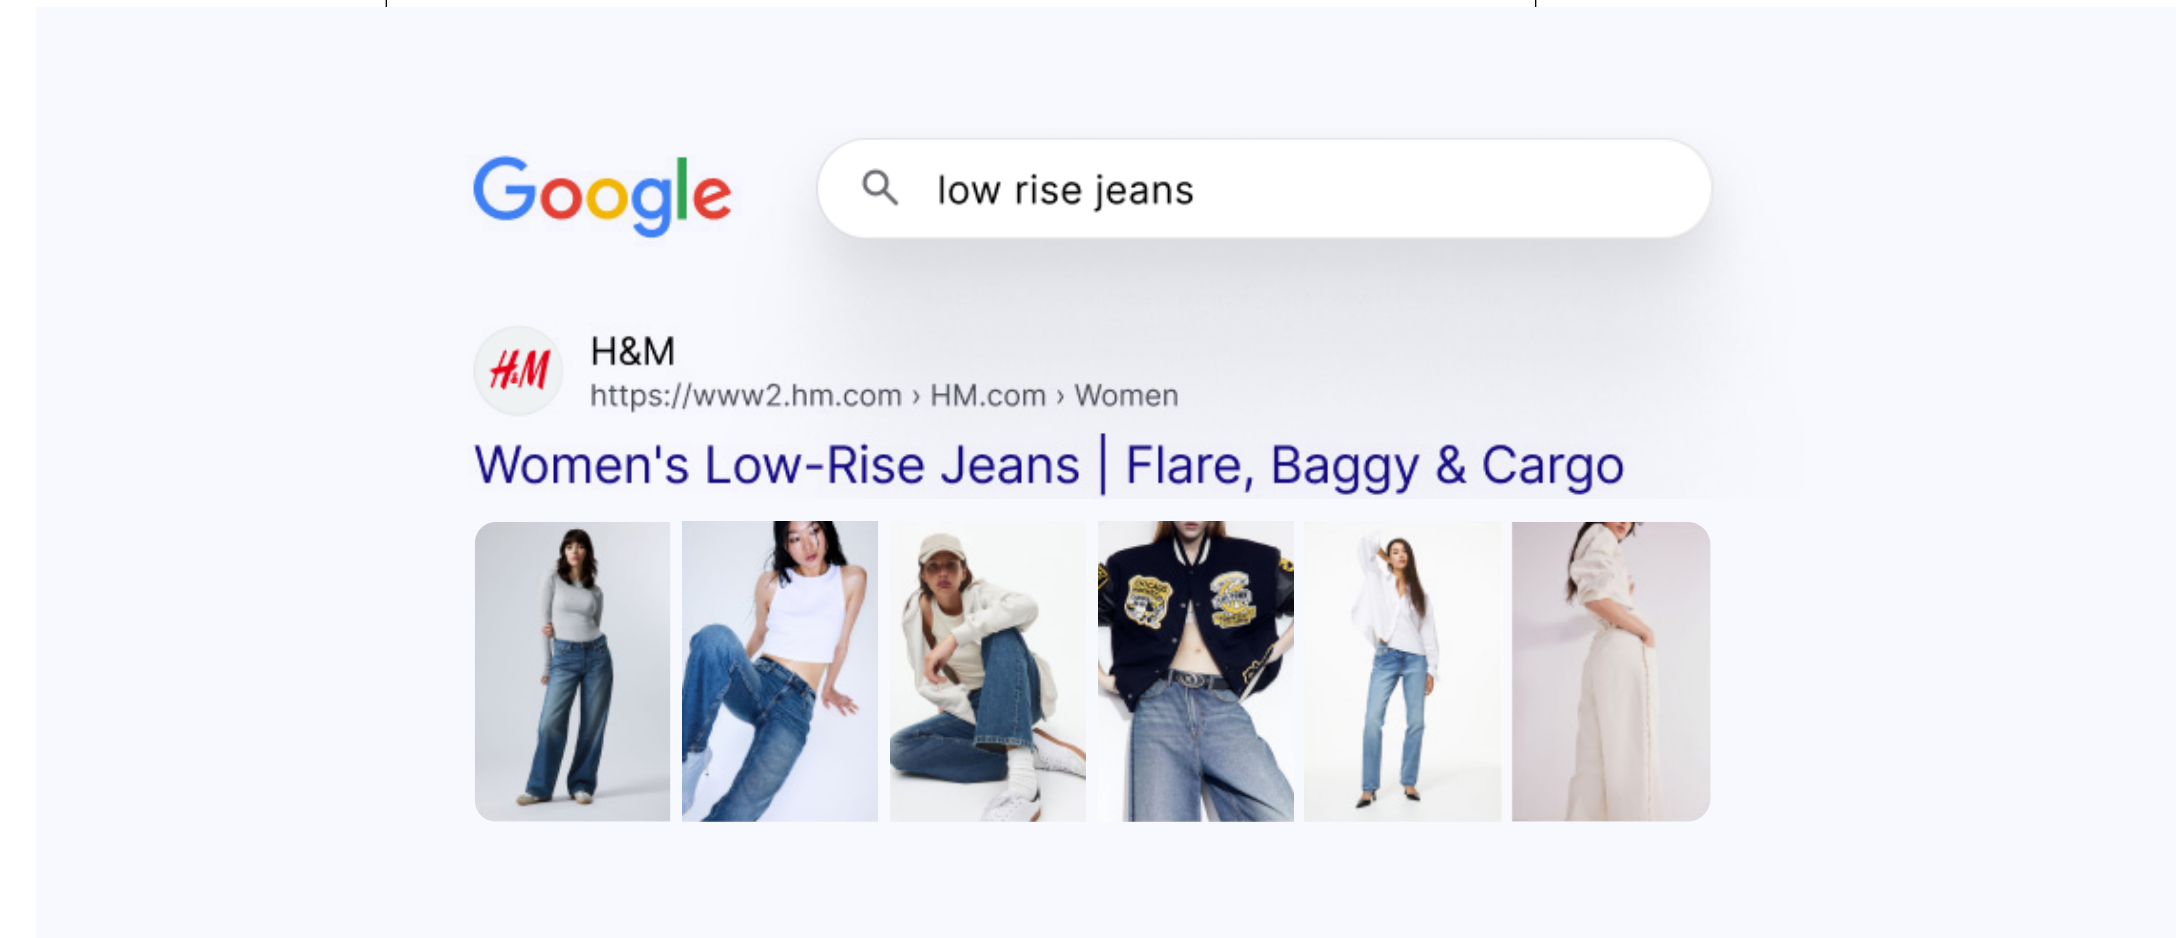 Google
low rise jeans
H&M
H&M
https://www2.hm.com › HM.com › Women
Women's Low-Rise Jeans | Flare, Baggy & Cargo